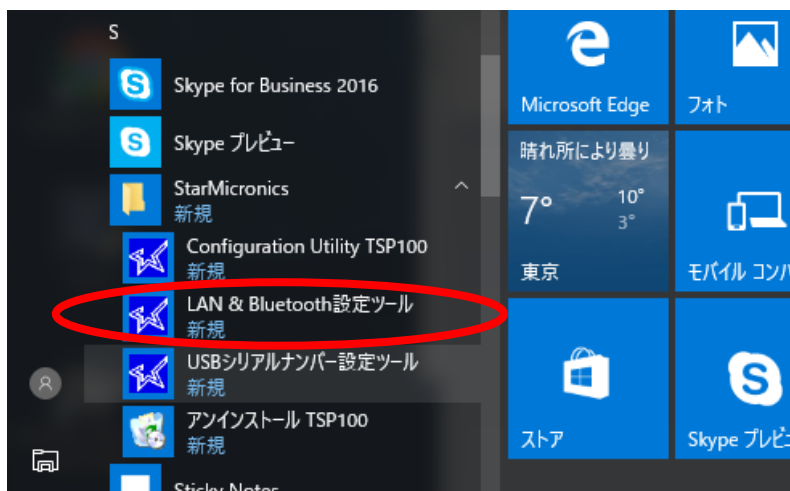 S
Skype for Business 2016
Skype プレビュー
StarMicronics
新規
Configuration Utility TSP100
新規
LAN & Bluetooth設定ツール
新規
USBシリアルナンバー設定ツール
新規
アンインストール TSP100
新規
Sticky Notes
Microsoft Edge
フォト
晴れ所により曇り
7°
10°
3°
東京
モバイル コンパ
ストア
Skype プレビュ